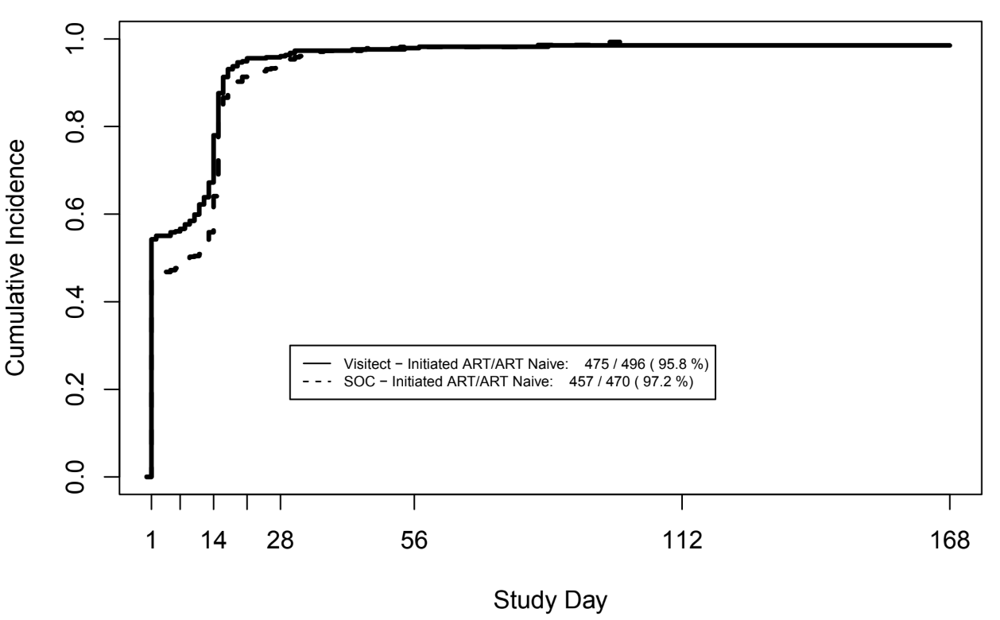 1.0
0.8
0.6
0.4
0.2
0.0
Cumulative Incidence
Visitect − Initiated ART/ART Naive: 475 / 496 ( 95.8 %)
SOC − Initiated ART/ART Naive: 457 / 470 ( 97.2 %)
1 14 28 56 112 168
Study Day